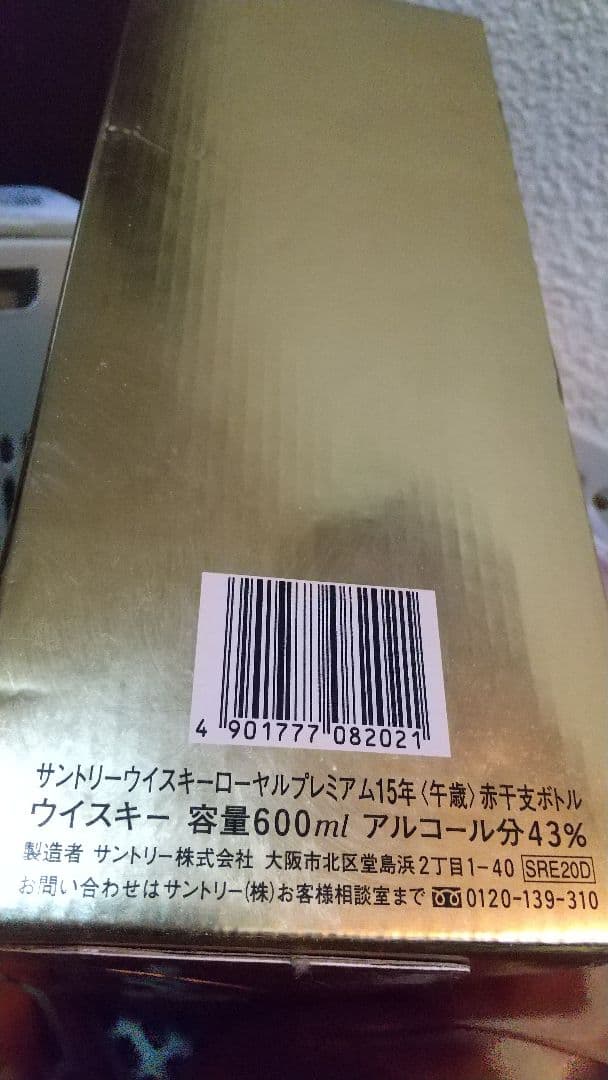 4 901777 082021
サントリーウイスキーローヤルプレミアム15年〈午歳〉赤干支ボトル
ウイスキー 容量600ml アルコール分43%
製造者 サントリー株式会社 大阪市北区堂島浜2丁目1-40 SRE20D
お問い合わせはサントリー(株)お客様相談室まで 0120-139-310